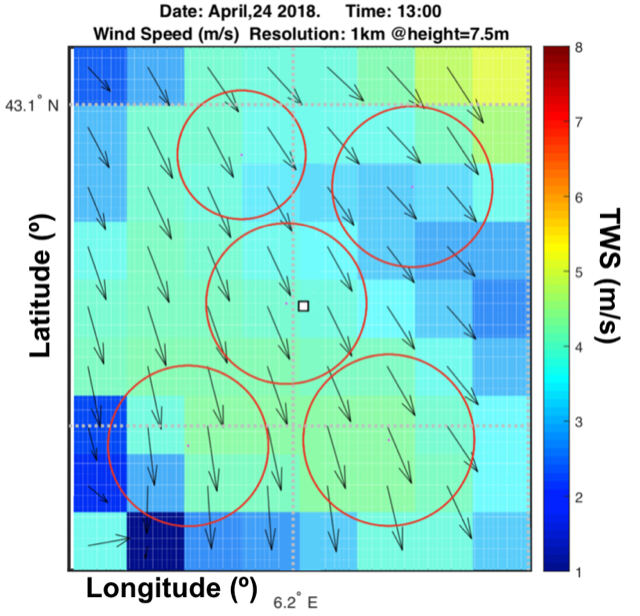 Date: April,24 2018. Time: 13:00
Wind Speed (m/s) Resolution: 1km @height=7.5m
43.1° N
Latitude (º)
Longitude (º)
6.2° E
8
7
6
5
4
3
2
1
TWS (m/s)